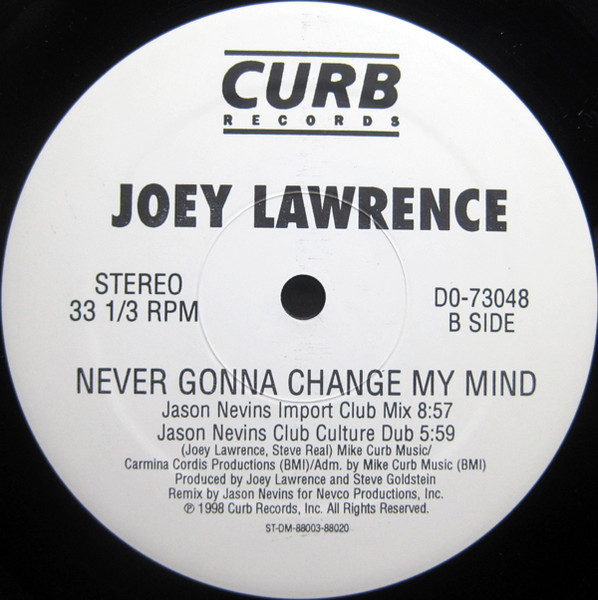 CURB
RECORDS
JOEY LAWRENCE
STEREO
33 1/3 RPM
D0-73048
B SIDE
NEVER GONNA CHANGE MY MIND
Jason Nevins Import Club Mix 8:57
Jason Nevins Club Culture Dub 5:59
(Joey Lawrence, Steve Real) Mike Curb Music/
Carmina Cordis Productions (BMI)/Adm. by Mike Curb Music (BMI)
Produced by Joey Lawrence and Steve Goldstein
Remix by Jason Nevins for Nevco Productions, Inc.
℗ 1998 Curb Records, Inc. All Rights Reserved.
ST-DM-88003-88020